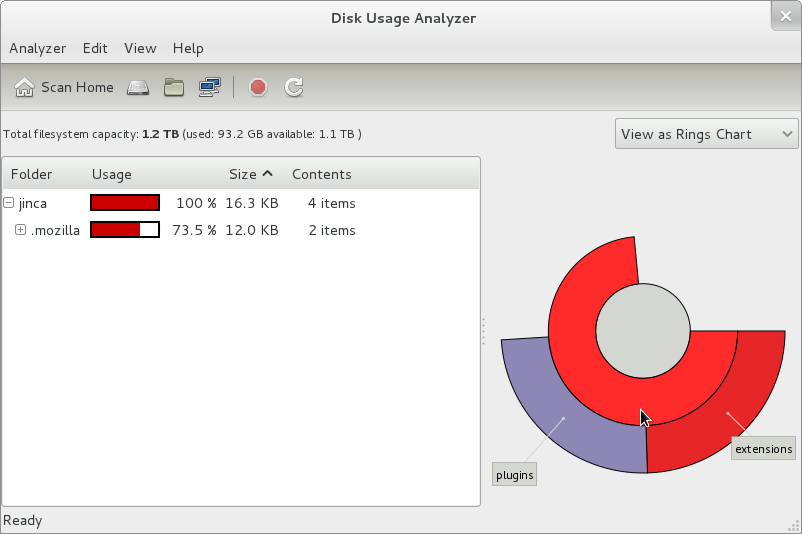 Disk Usage Analyzer
Analyzer Edit View Help
Scan Home
Total filesystem capacity: 1.2 TB (used: 93.2 GB available: 1.1 TB )
View as Rings Chart
Folder Usage Size Contents
jinca 100 % 16.3 KB 4 items
.mozilla 73.5 % 12.0 KB 2 items
extensions
plugins
Ready